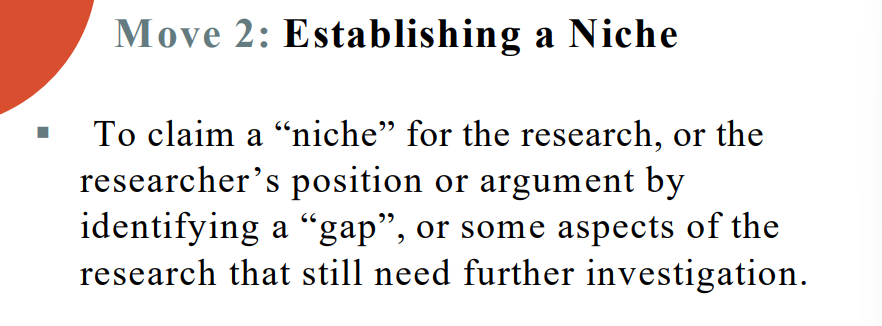 Move 2: Establishing a Niche
▪ To claim a “niche” for the research, or the
researcher’s position or argument by
identifying a “gap”, or some aspects of the
research that still need further investigation.